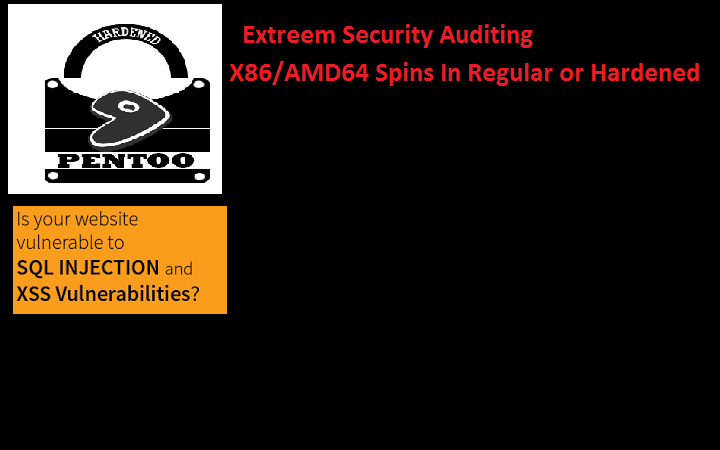 HARDENED
PENTOO
Extreem Security Auditing
X86/AMD64 Spins In Regular or Hardened
Is your website
vulnerable to
SQL INJECTION and
XSS Vulnerabilities?